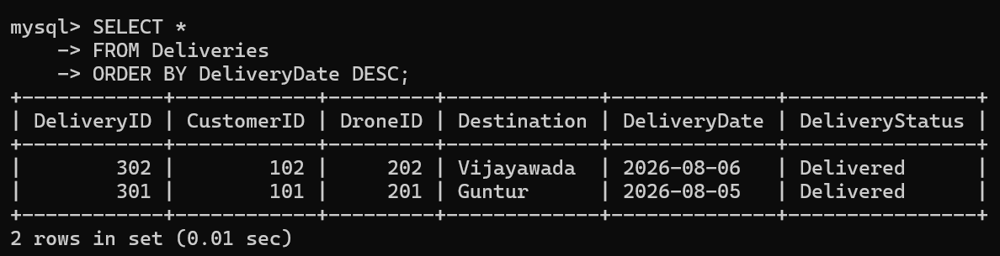 mysql> SELECT *
    -> FROM Deliveries
    -> ORDER BY DeliveryDate DESC;
+------------+------------+---------+-------------+--------------+----------------+
| DeliveryID | CustomerID | DroneID | Destination | DeliveryDate | DeliveryStatus |
+------------+------------+---------+-------------+--------------+----------------+
|        302 |        102 |     202 | Vijayawada  | 2026-08-06   | Delivered      |
|        301 |        101 |     201 | Guntur      | 2026-08-05   | Delivered      |
+------------+------------+---------+-------------+--------------+----------------+
2 rows in set (0.01 sec)